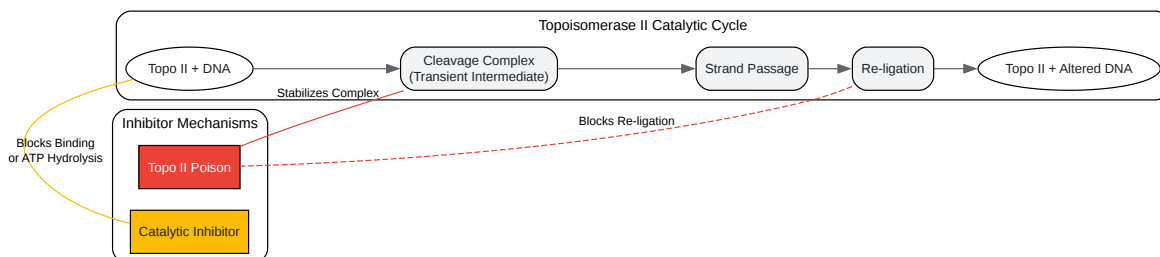 Topoisomerase II Catalytic Cycle
Topo II + DNA
Cleavage Complex
(Transient Intermediate)
Strand Passage
Re-ligation
Topo II + Altered DNA
Stabilizes Complex
Inhibitor Mechanisms
Blocks Re-ligation
Blocks Binding
or ATP Hydrolysis
Topo II Poison
Catalytic Inhibitor